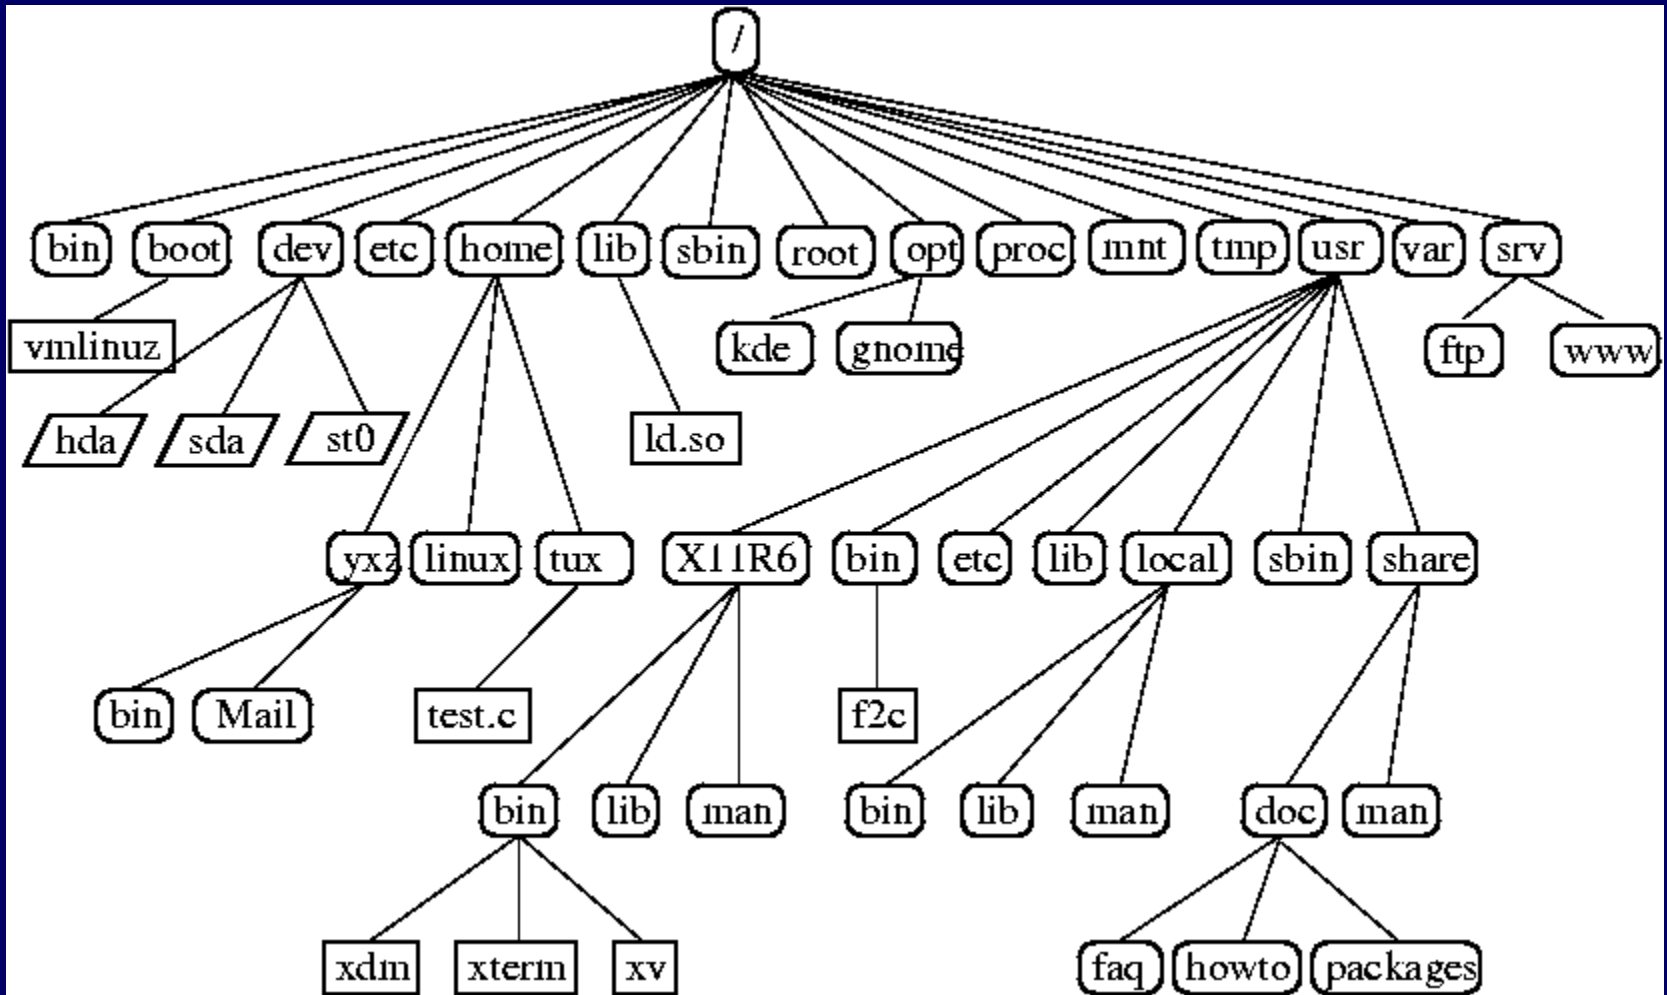 /
bin boot dev etc home lib sbin root opt proc mnt tmp usr var srv
vmlinuz kde gnome ftp www
hda sda st0 ld.so
yxz linux tux X11R6 bin etc lib local sbin share
bin Mail test.c f2c
bin lib man bin lib man doc man
xdm xterm xv faq howto packages